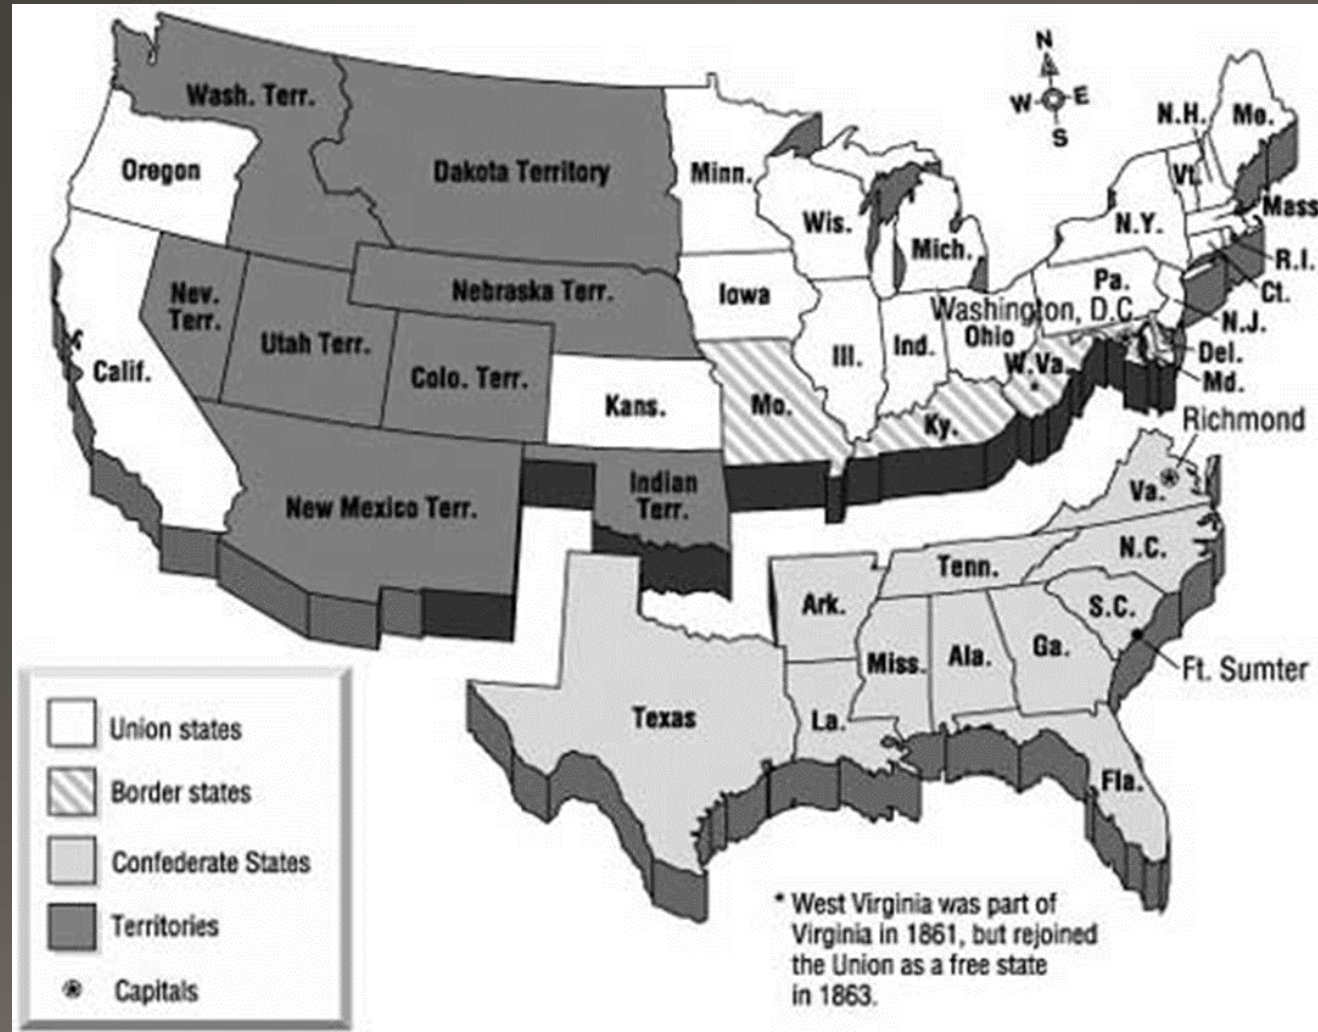 N
W E
S
Wash. Terr.
Oregon
Dakota Territory
Minn.
Wis.
Mich.
N.H.
Me.
Vt.
Mass
N.Y.
R.I.
Ct.
Pa.
N.J.
Nev.
Terr.
Utah Terr.
Nebraska Terr.
Iowa
Washington, D.C.
Ohio
Ill.
Ind.
W.Va.
Del.
Md.
Calif.
Colo. Terr.
Kans.
Mo.
Ky.
Richmond
Va.
New Mexico Terr.
Indian
Terr.
Tenn.
N.C.
Ark.
S.C.
Miss.
Ala.
Ga.
Ft. Sumter
Texas
La.
Fla.
Union states
Border states
Confederate States
Territories
Capitals
* West Virginia was part of
Virginia in 1861, but rejoined
the Union as a free state
in 1863.